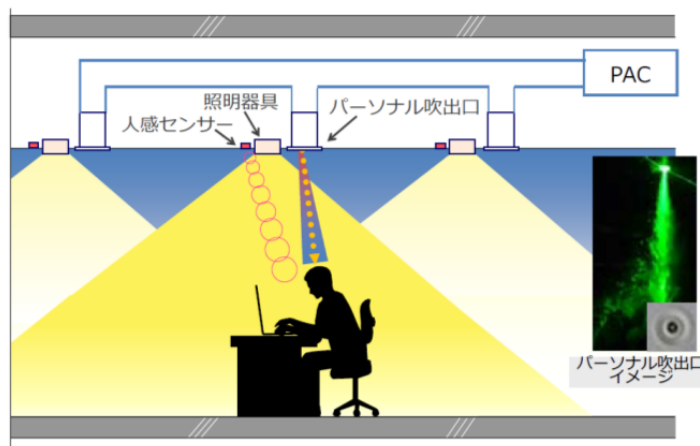 PAC
照明器具
パーソナル吹出口
人感センサー
パーソナル吹出口
イメージ